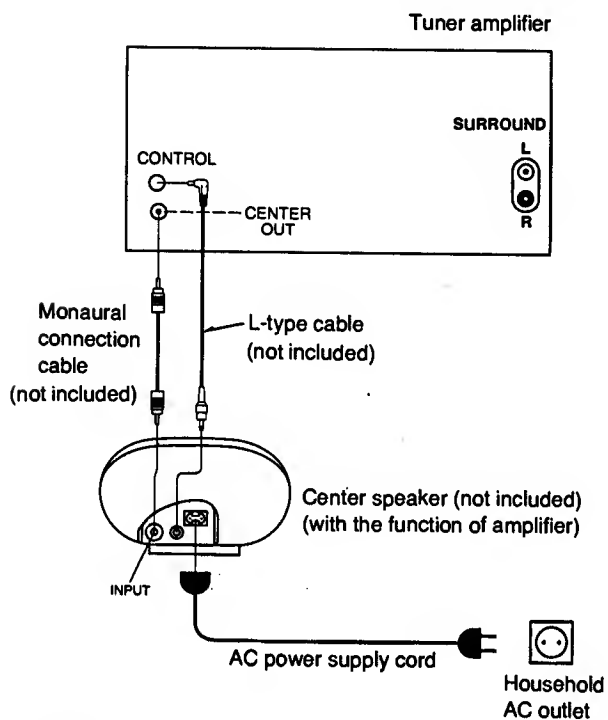 Tuner amplifier
SURROUND
L
R
CONTROL
CENTER
OUT
Monaural
connection
cable
(not included)
L-type cable
(not included)
Center speaker (not included)
(with the function of amplifier)
INPUT
AC power supply cord
Household
AC outlet